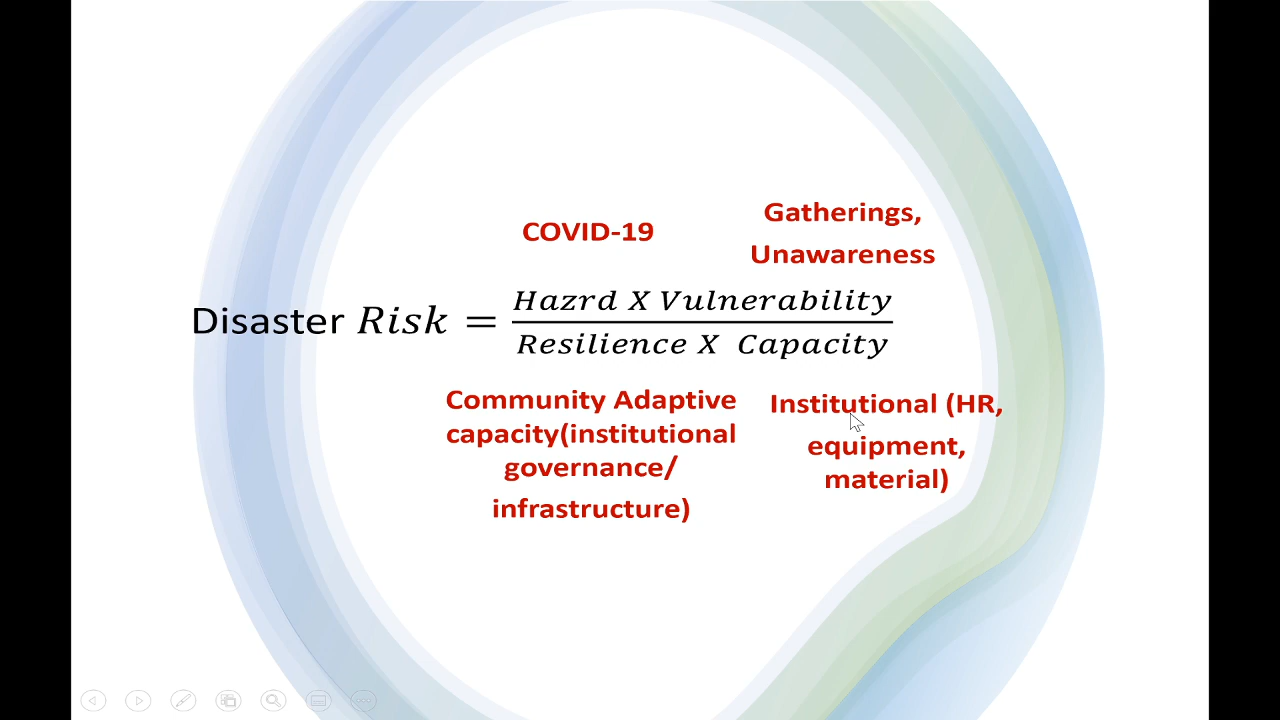 COVID-19
Gatherings,
Unawareness
Disaster Risk = Hazrd X Vulnerability
Resilience X Capacity
Community Adaptive
capacity(institutional
governance/
infrastructure)
Institutional (HR,
equipment,
material)